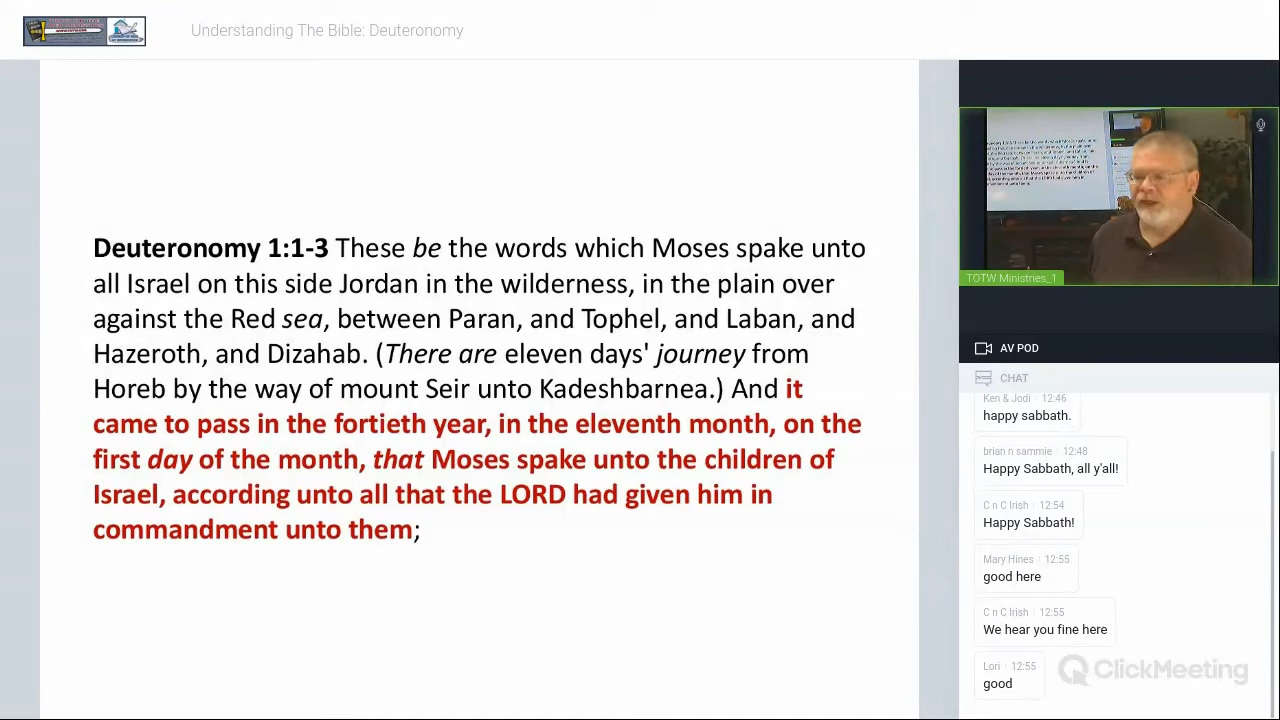 Understanding The Bible: Deuteronomy
Deuteronomy 1:1-3 These be the words which Moses spake unto
all Israel on this side Jordan in the wilderness, in the plain over
against the Red sea, between Paran, and Tophel, and Laban, and
Hazeroth, and Dizahab. (There are eleven days' journey from
Horeb by the way of mount Seir unto Kadeshbarnea.) And it
came to pass in the fortieth year, in the eleventh month, on the
first day of the month, that Moses spake unto the children of
Israel, according unto all that the LORD had given him in
commandment unto them;
TOTW Ministries_1
AV POD
CHAT
Ken & Jodi 12:46
happy sabbath.
brian n sammie 12:48
Happy Sabbath, all y'all!
C n C Irish 12:54
Happy Sabbath!
Mary Hines 12:55
good here
C n C Irish 12:55
We hear you fine here
Lori 12:55
good
ClickMeeting